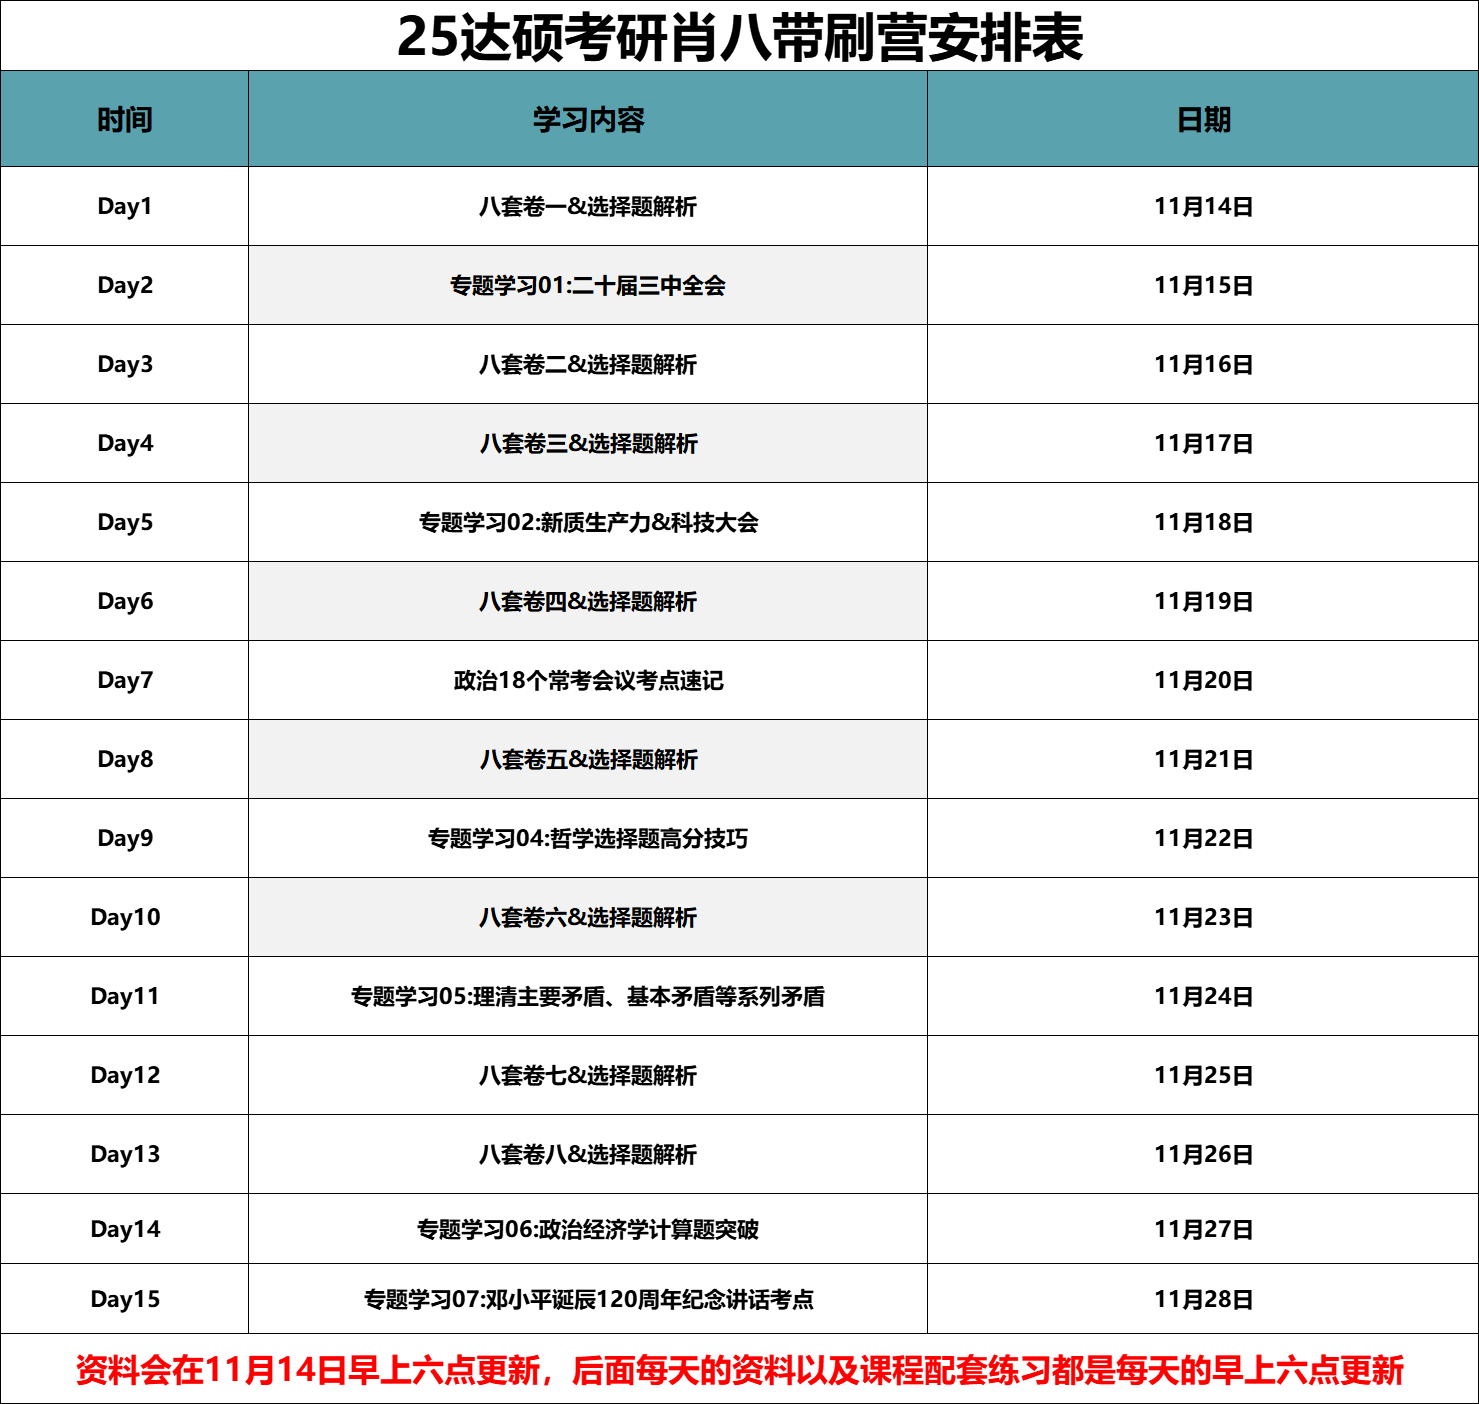 25达硕考研肖八带刷营安排表
时间 学习内容 日期
Day1 八套卷一&选择题解析 11月14日
Day2 专题学习01:二十届三中全会 11月15日
Day3 八套卷二&选择题解析 11月16日
Day4 八套卷三&选择题解析 11月17日
Day5 专题学习02:新质生产力&科技大会 11月18日
Day6 八套卷四&选择题解析 11月19日
Day7 政治18个常考会议考点速记 11月20日
Day8 八套卷五&选择题解析 11月21日
Day9 专题学习04:哲学选择题高分技巧 11月22日
Day10 八套卷六&选择题解析 11月23日
Day11 专题学习05:理清主要矛盾、基本矛盾等系列矛盾 11月24日
Day12 八套卷七&选择题解析 11月25日
Day13 八套卷八&选择题解析 11月26日
Day14 专题学习06:政治经济学计算题突破 11月27日
Day15 专题学习07:邓小平诞辰120周年纪念讲话考点 11月28日
资料会在11月14日早上六点更新，后面每天的资料以及课程配套练习都是每天的早上六点更新